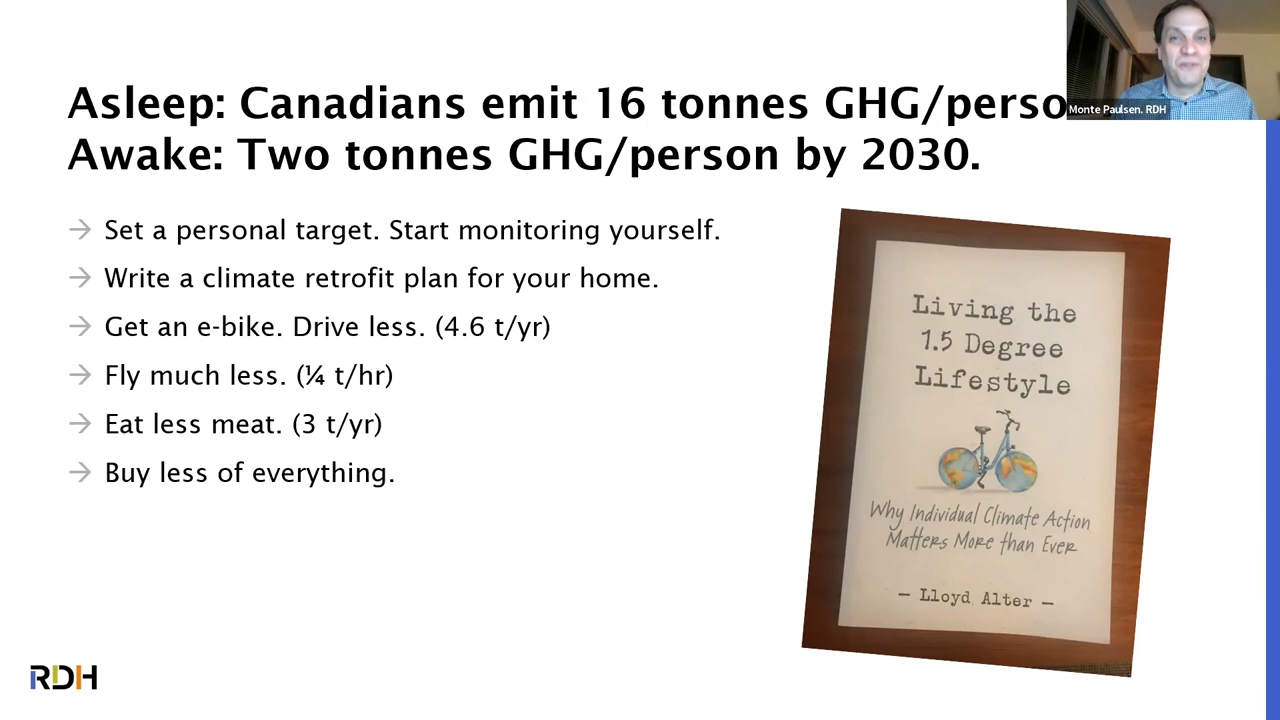 Asleep: Canadians emit 16 tonnes GHG/perso
Awake: Two tonnes GHG/person by 2030.
→ Set a personal target. Start monitoring yourself.
→ Write a climate retrofit plan for your home.
→ Get an e-bike. Drive less. (4.6 t/yr)
→ Fly much less. (¼ t/hr)
→ Eat less meat. (3 t/yr)
→ Buy less of everything.
Living the
1.5 Degree
Lifestyle
Why Individual Climate Action
Matters More than Ever
— Lloyd Alter —
Monte Paulsen. RDH
RDH